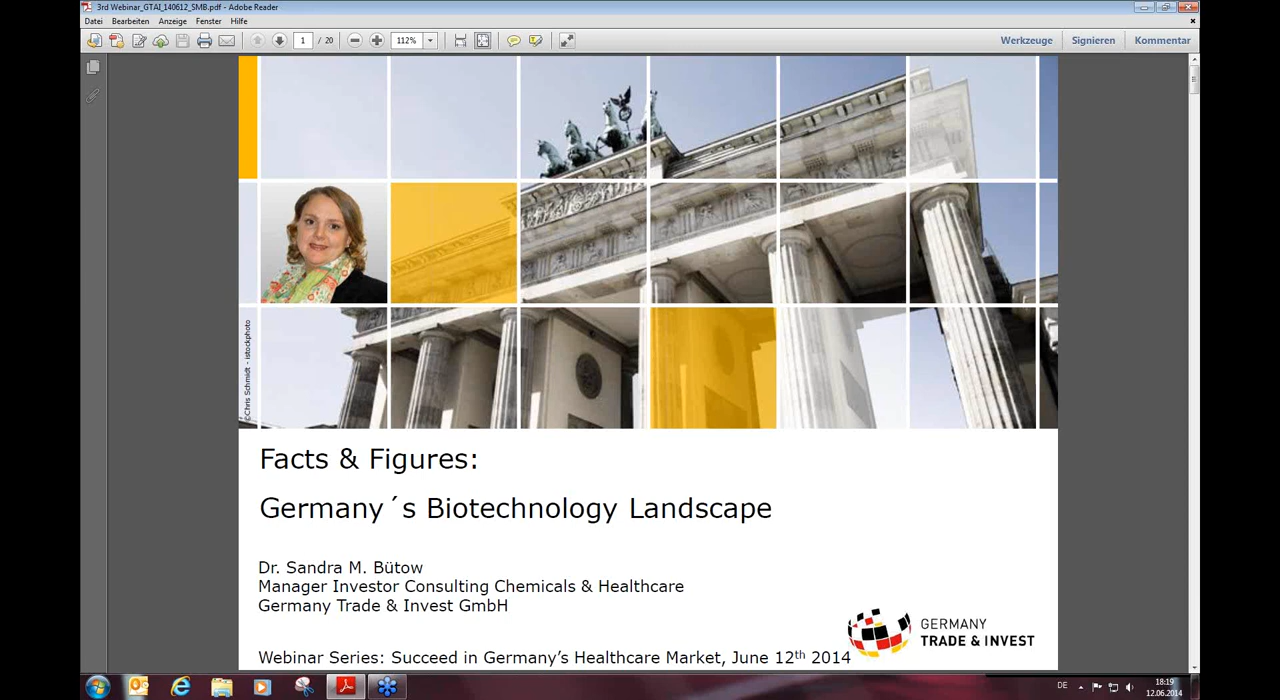 3rd Webinar_GTAI_140612_SMB.pdf - Adobe Reader
Datei Bearbeiten Anzeige Fenster Hilfe
1 / 20 112% Werkzeuge Signieren Kommentar
©Chris Schmidt - istockphoto
Facts & Figures:
Germany´s Biotechnology Landscape
Dr. Sandra M. Bütow
Manager Investor Consulting Chemicals & Healthcare
Germany Trade & Invest GmbH
GERMANY
TRADE & INVEST
Webinar Series: Succeed in Germany’s Healthcare Market, June 12th 2014
DE 18:19
12.06.2014